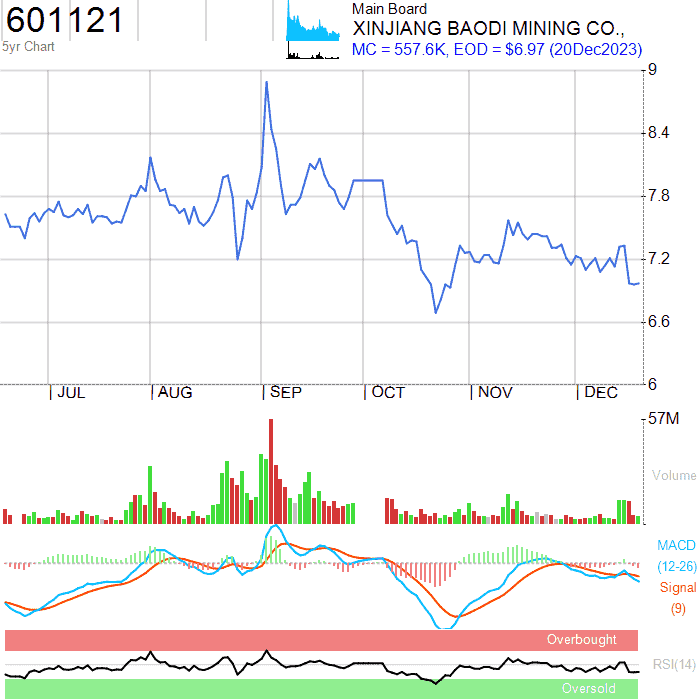 601121
5yr Chart
Main Board
XINJIANG BAODI MINING CO.,
MC = 557.6K, EOD = $6.97 (20Dec2023)
9
8.4
7.8
7.2
6.6
6
JUL AUG SEP OCT NOV DEC
57M
Volume
MACD
(12-26)
Signal
(9)
Overbought
RSI(14)
Oversold